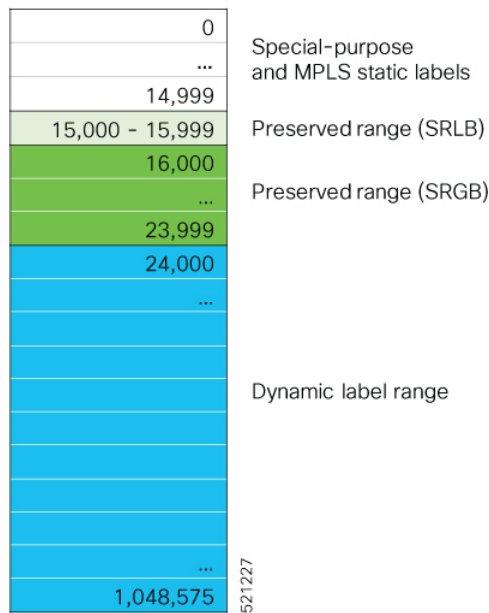 0
...
14,999
Special-purpose
and MPLS static labels
15,000 - 15,999
Preserved range (SRLB)
16,000
...
23,999
Preserved range (SRGB)
24,000
...
...
1,048,575
Dynamic label range
521227